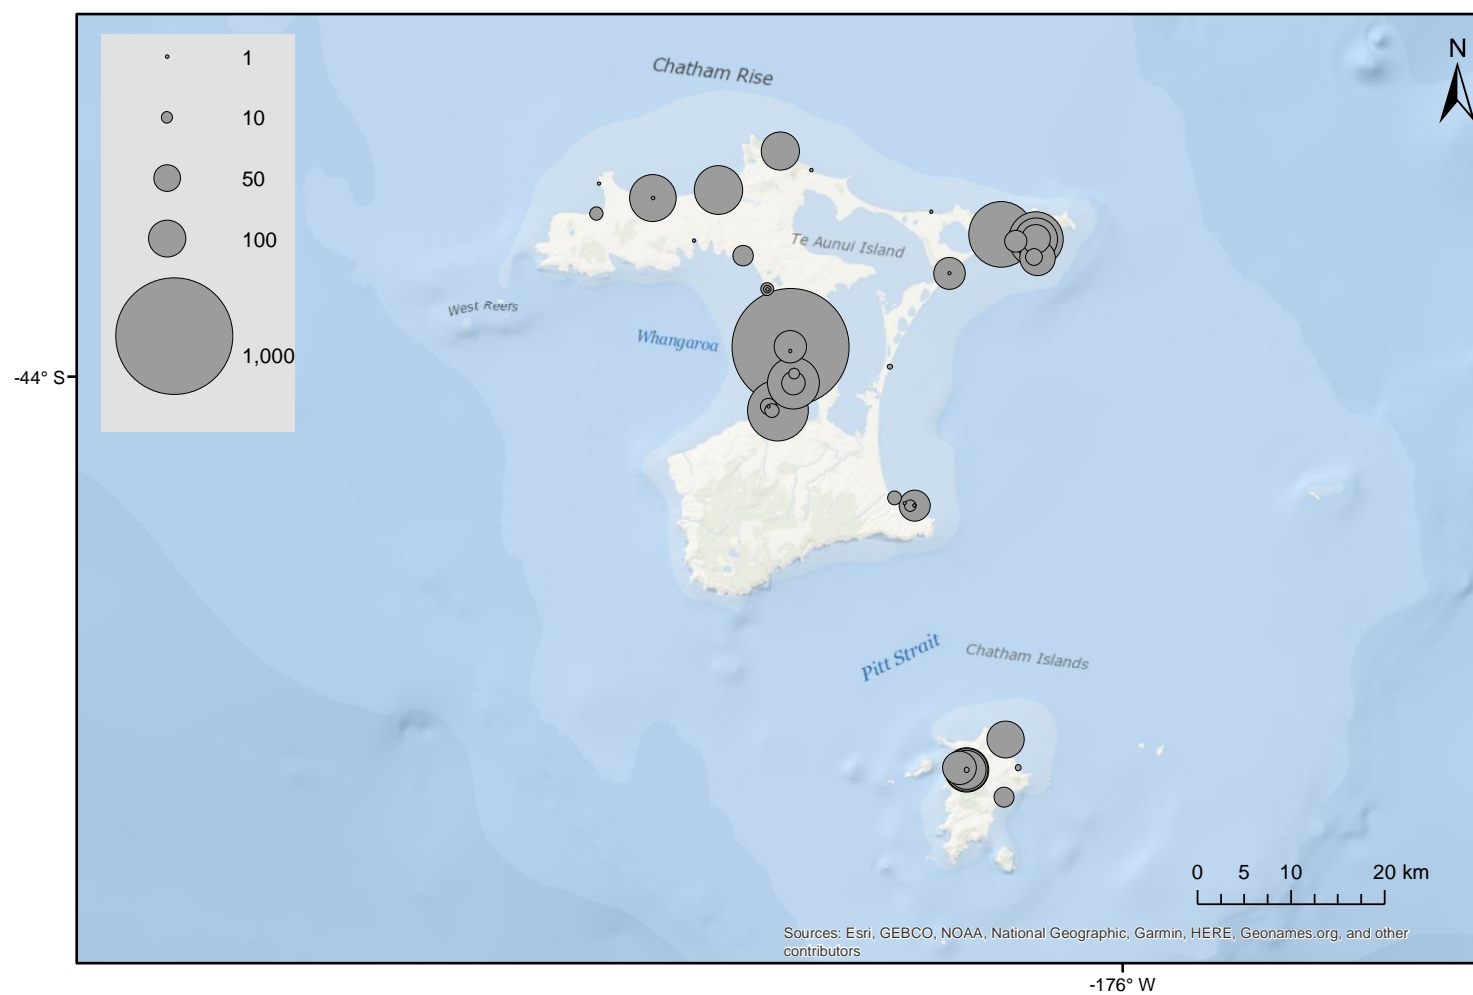 1
10
50
100
1,000
Chatham Rise
N
Te Aunui Island
West Reefs
Whangaroa
-44° S
Pitt Strait
Chatham Islands
0 5 10 20 km
Sources: Esri, GEBCO, NOAA, National Geographic, Garmin, HERE, Geonames.org, and other
contributors
-176° W